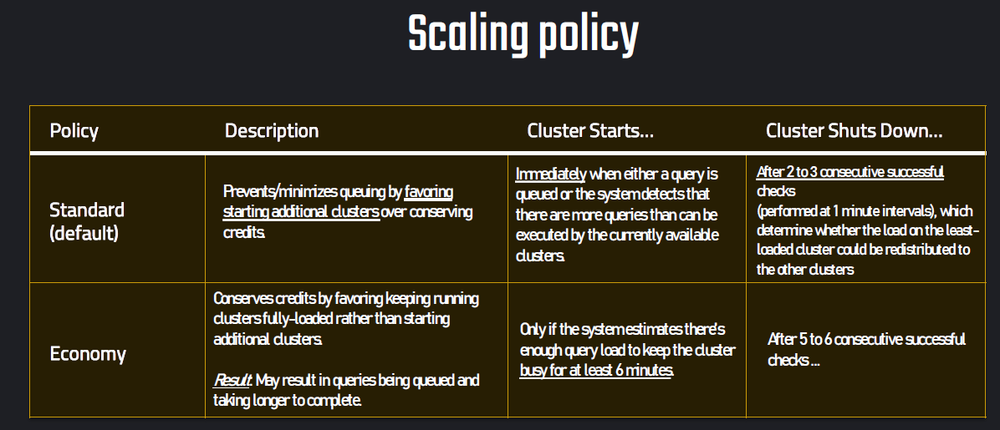 Scaling policy
Policy
Description
Cluster Starts...
Cluster Shuts Down...
Standard
(default)
Prevents/minimizes queuing by favoring
starting additional clusters over conserving
credits.
Immediately when either a query is
queued or the system detects that
there are more queries than can be
executed by the currently available
clusters.
After 2 to 3 consecutive successful
checks
(performed at 1 minute intervals), which
determine whether the load on the least-
loaded cluster could be redistributed to
the other clusters
Economy
Conserves credits by favoring keeping running
clusters fully-loaded rather than starting
additional clusters.
Result: May result in queries being queued and
taking longer to complete.
Only if the system estimates there's
enough query load to keep the cluster
busy for at least 6 minutes.
After 5 to 6 consecutive successful
checks ...